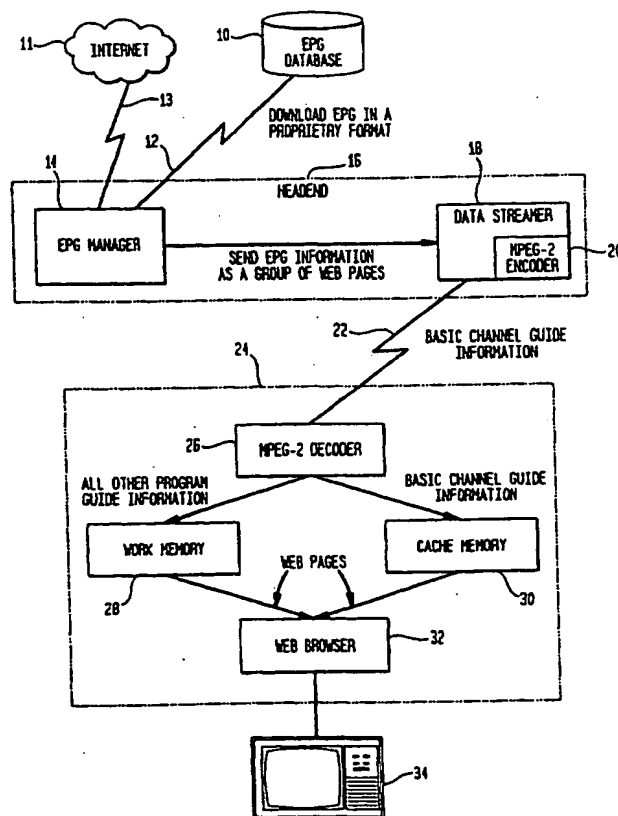 11
INTERNET
10
EPG
DATABASE
13
DOWNLOAD EPG IN A
PROPRIETRY FORMAT
12
14
16
HEADEND
18
EPG MANAGER
DATA STREAMER
MPEG-2
ENCODER
20
SEND EPG INFORMATION
AS A GROUP OF WEB PAGES
22
BASIC CHANNEL GUIDE
INFORMATION
24
26
MPEG-2 DECODER
ALL OTHER PROGRAM
GUIDE INFORMATION
BASIC CHANNEL GUIDE
INFORMATION
WORK MEMORY
CACHE MEMORY
WEB PAGES
28
30
WEB BROWSER
32
34